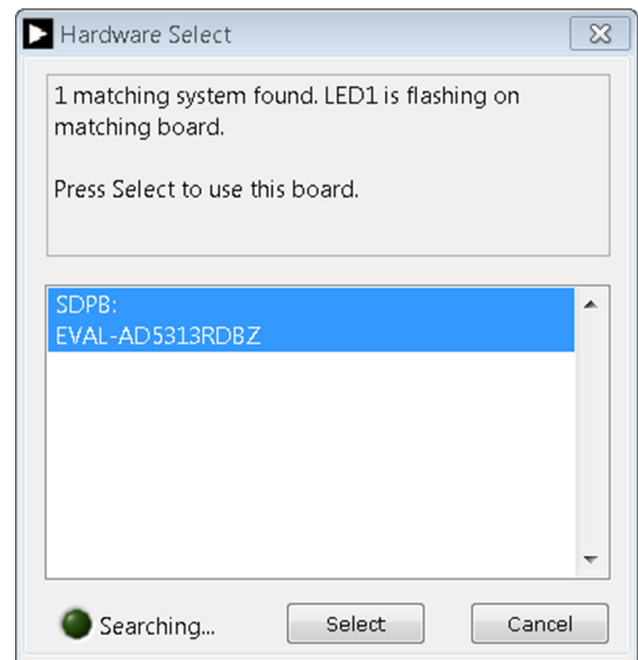 Hardware Select
1 matching system found. LED1 is flashing on
matching board.
Press Select to use this board.
SDPB:
EVAL-AD5313RDBZ
Searching...
Select
Cancel